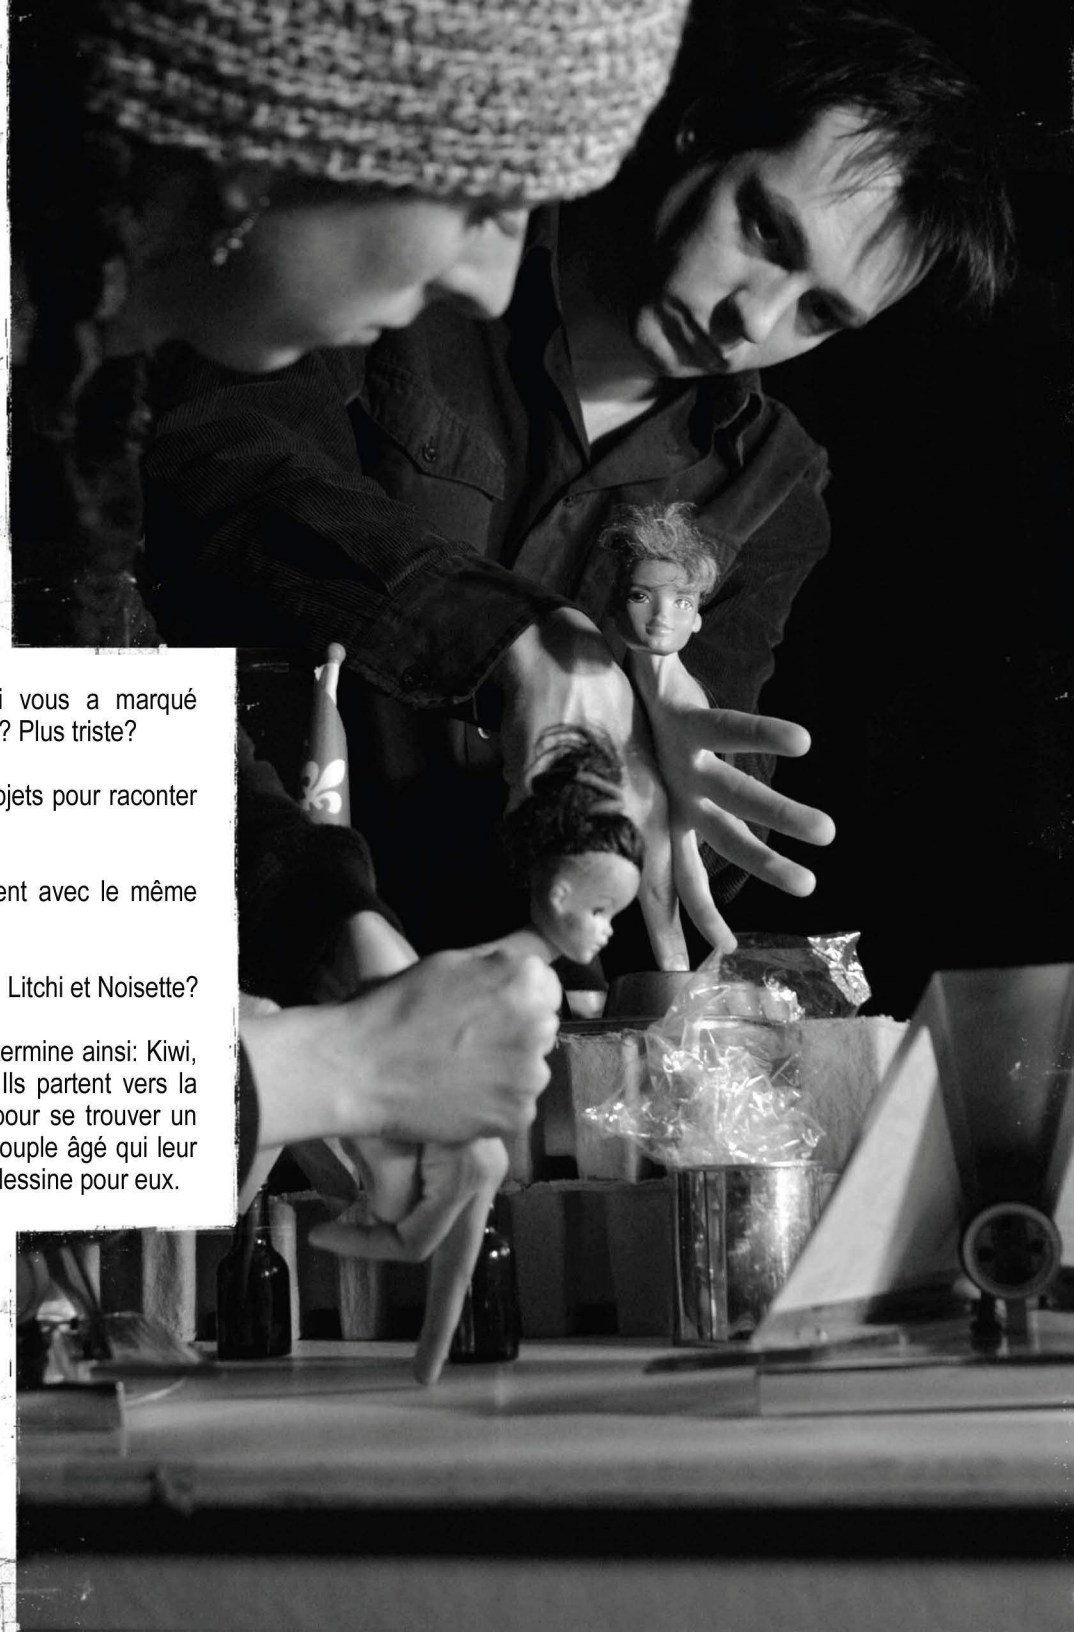 i vous a marqué
? Plus triste?
bjets pour raconter
ent avec le même
Litchi et Noisette?
termine ainsi: Kiwi,
Ils partent vers la
pour se trouver un
ouple âgé qui leur
dessine pour eux.